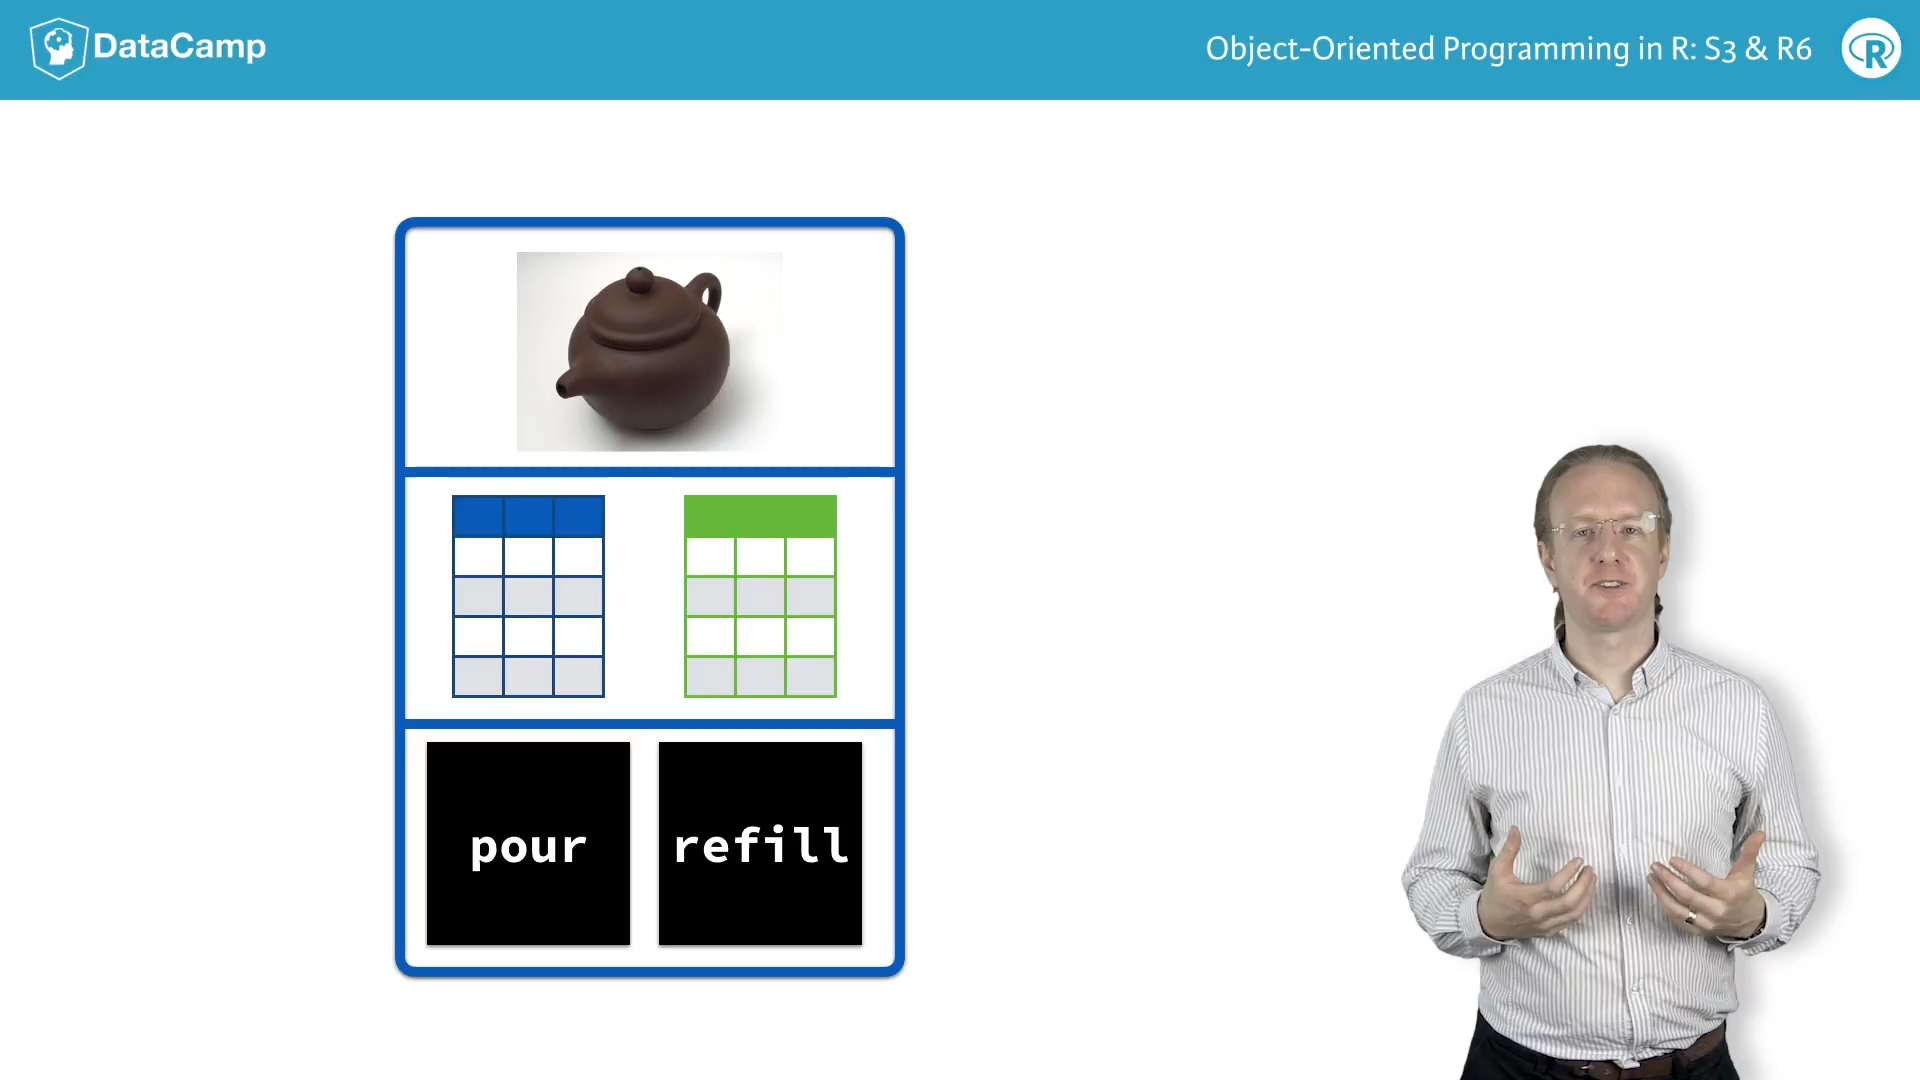 DataCamp
Object-Oriented Programming in R: S3 & R6
R
pour
refill